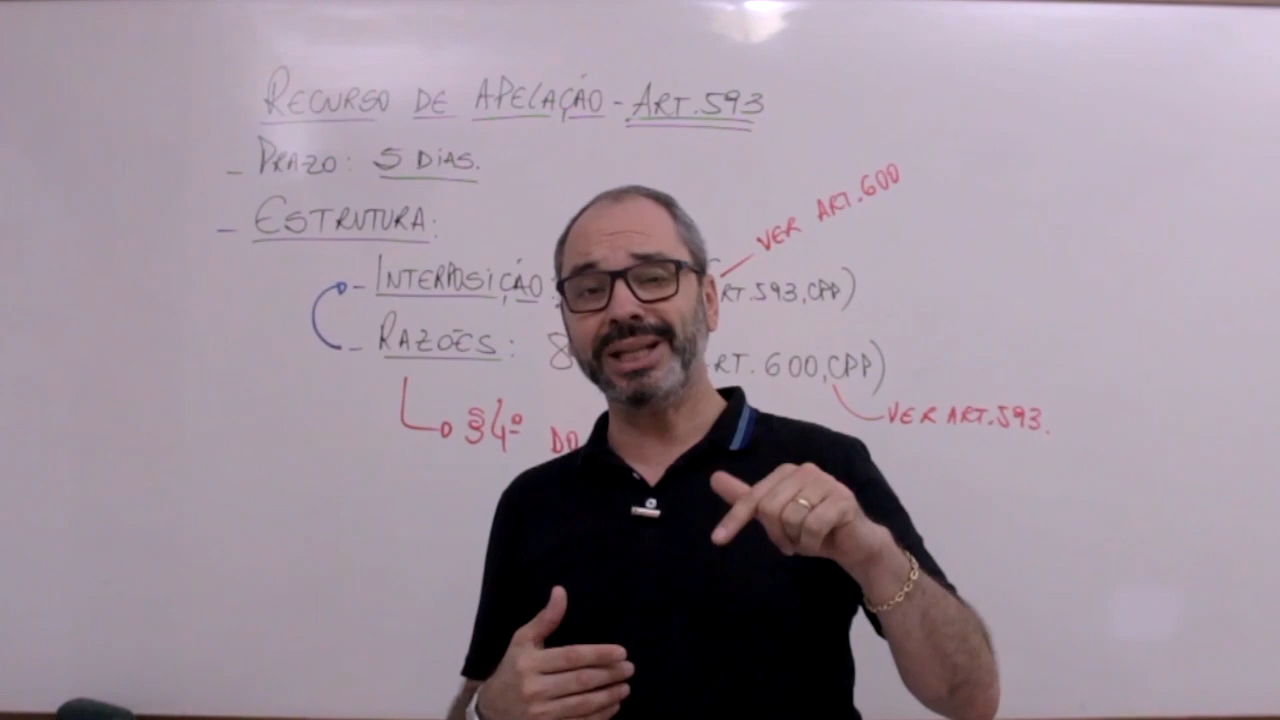 RECURSO DE APELAÇÃO - ART.593
- PRAZO: 5 DIAS.
- ESTRUTURA:
VER ART.600
- INTERPOSIÇÃO: RT.593,CPP)
- RAZÕES: 8 RT.600,CPP)
VER ART.593.
§4º DO